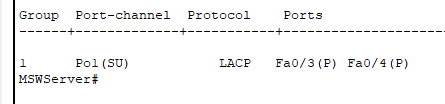 Group  Port-channel  Protocol    Ports
------+-------------+-----------+----------------------
1      Po1(SU)           LACP   Fa0/3(P) Fa0/4(P)
MSWServer#